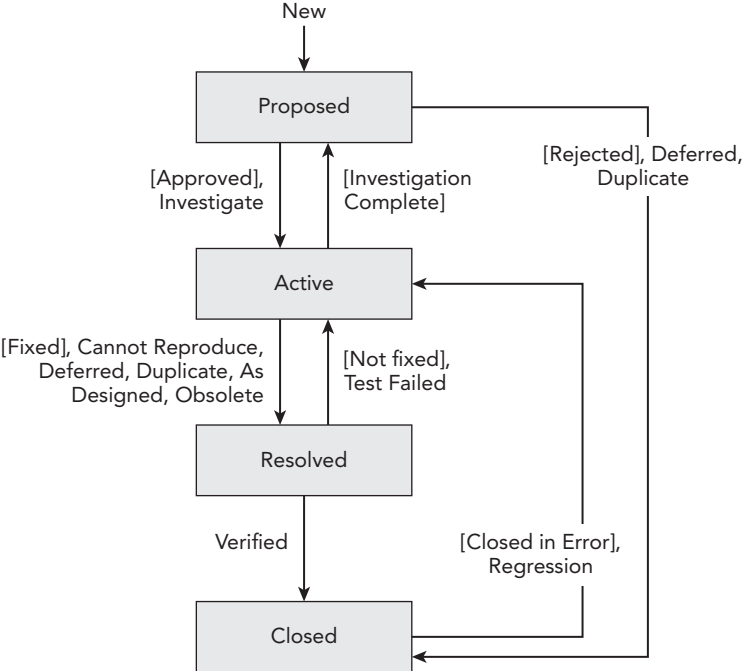 New
Proposed
[Rejected], Deferred,
Duplicate
[Approved],
Investigate
[Investigation
Complete]
Active
[Fixed], Cannot Reproduce,
Deferred, Duplicate, As
Designed, Obsolete
[Not fixed],
Test Failed
Resolved
Verified
[Closed in Error],
Regression
Closed